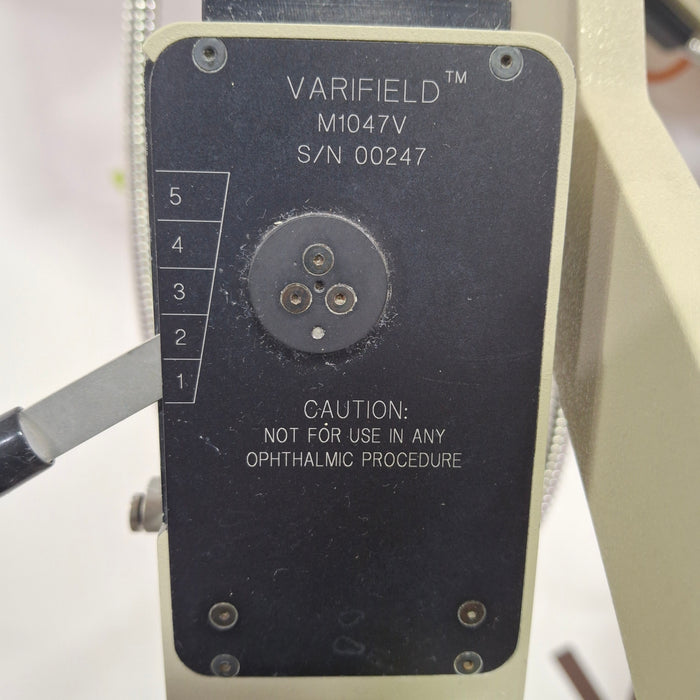 VARIFIELD™
M1047V
S/N 00247
5
4
3
2
1
CAUTION:
NOT FOR USE IN ANY
OPHTHALMIC PROCEDURE